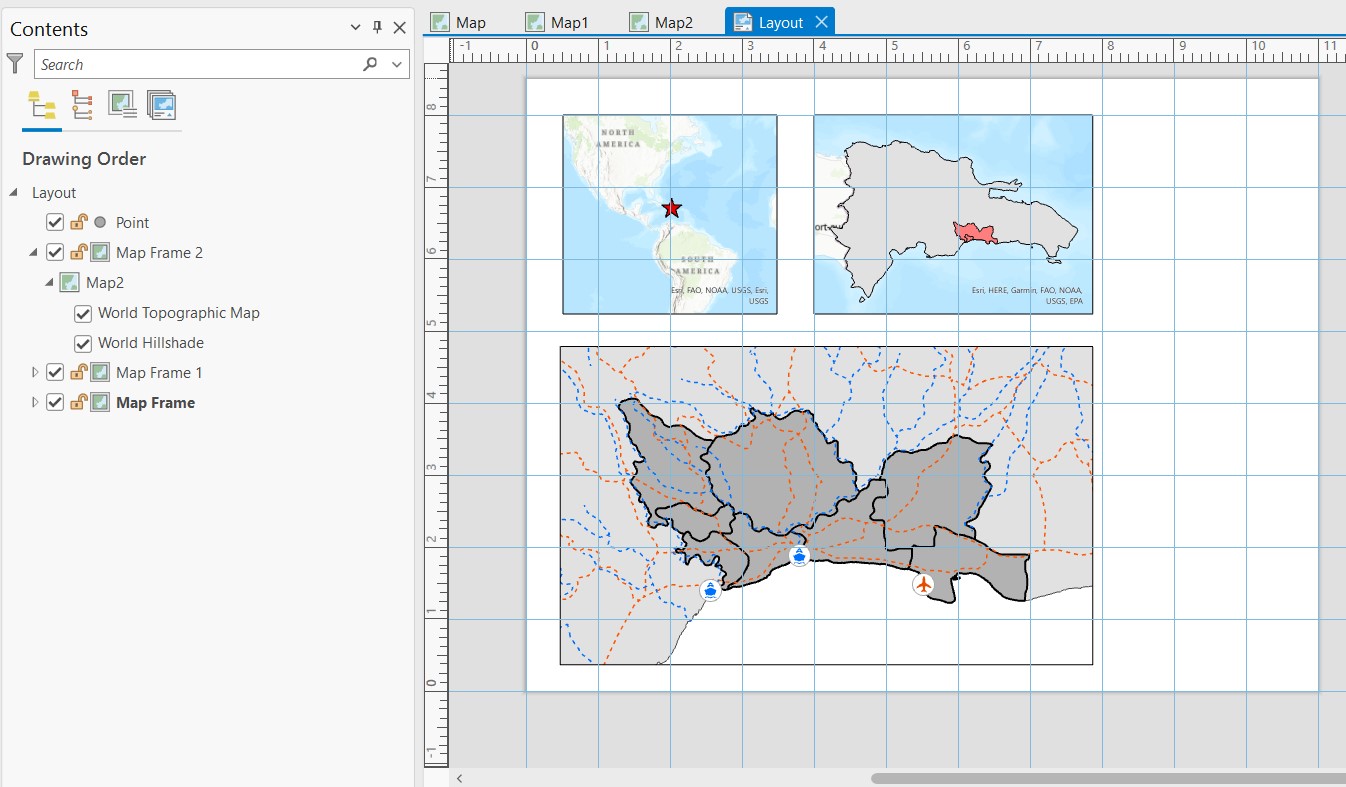 Contents
Search
Drawing Order
Layout
Point
Map Frame 2
Map2
World Topographic Map
World Hillshade
Map Frame 1
Map Frame
Map
Map1
Map2
Layout
-1 0 1 2 3 4 5 6 7 8 9 10 11
8
7
6
5
4
3
2
1
0
-1
NORTH
AMERICA
SOUTH
AMERICA
Esri, FAO, NOAA, USGS, Esri,
USGS
Esri, HERE, Garmin, FAO, NOAA,
USGS, EPA